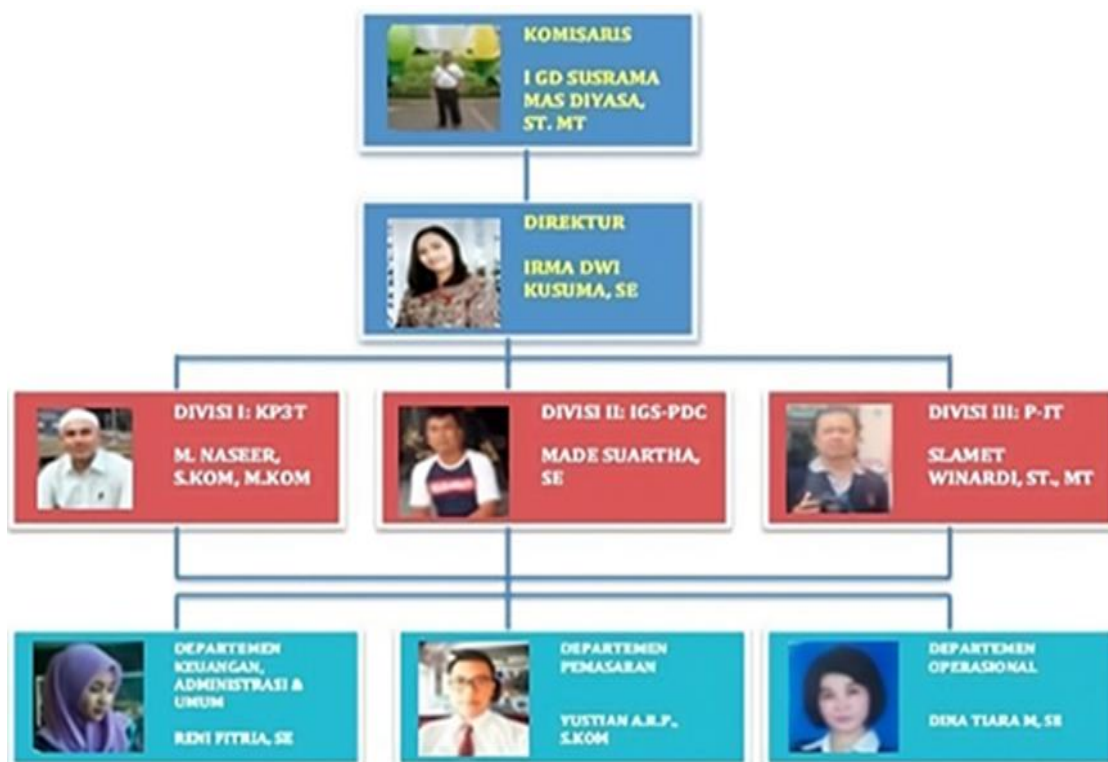 KOMISARIS
I GD SUSRAMA
MAS DIYASA,
ST. MT
DIREKTUR
IRMA DWI
KUSUMA, SE
DIVISI I: KP3T
M. NASEER,
S.KOM, M.KOM
DIVISI II: IGS-PDC
MADE SUARTHA,
SE
DIVISI III: P-IT
SLAMET
WINARDI, ST., MT
DEPARTEMEN
KEUANGAN,
ADMINISTRASI &
UMUM
RENI FITRIA, SE
DEPARTEMEN
PEMASARAN
YUSTIAN A.R.P.,
S.KOM
DEPARTEMEN
OPERASIONAL
DINA TIARA M, SE